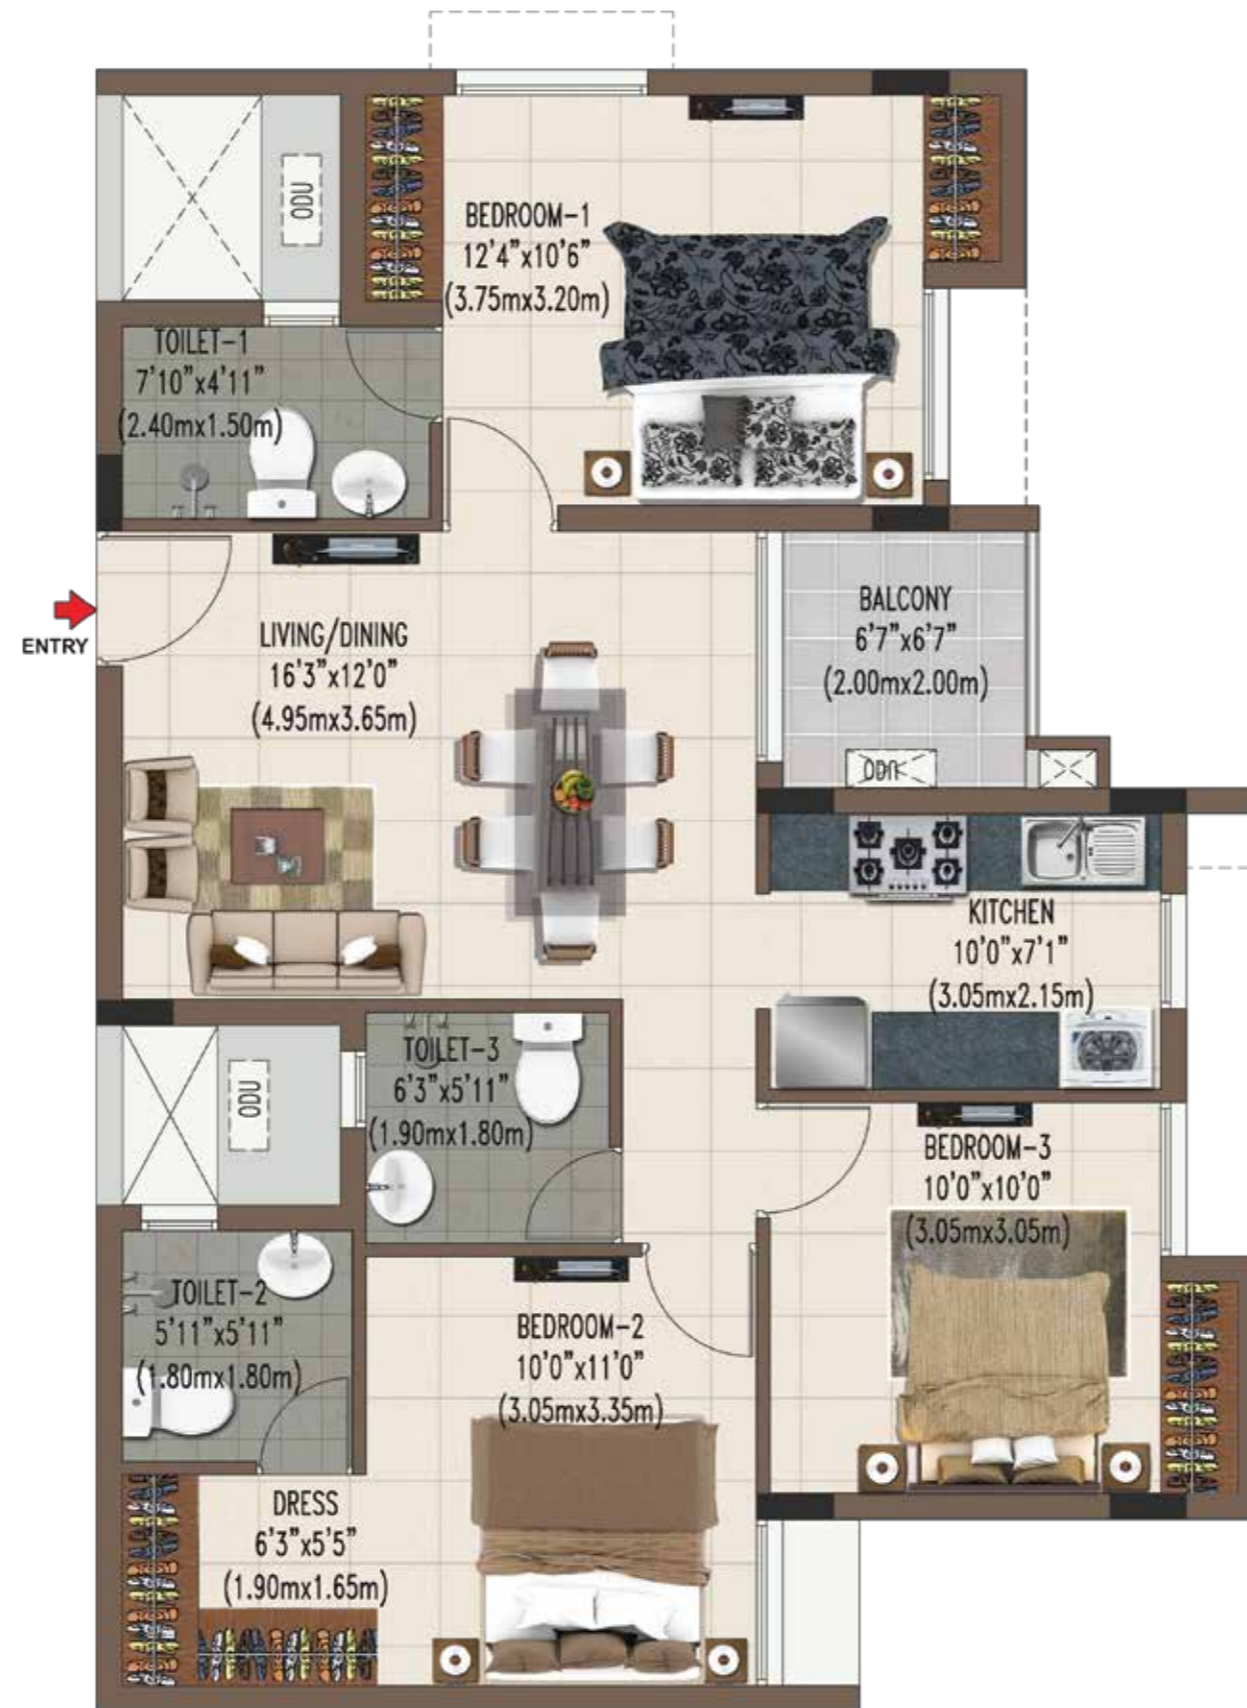 ODU
BEDROOM-1
12'4"x10'6"
(3.75mx3.20m)
TOILET-1
7'10"x4'11"
(2.40mx1.50m)
ENTRY
LIVING/DINING
16'3"x12'0"
(4.95mx3.65m)
BALCONY
6'7"x6'7"
(2.00mx2.00m)
ODU
KITCHEN
10'0"x7'1"
(3.05mx2.15m)
TOILET-3
6'3"x5'11"
(1.90mx1.80m)
ODU
BEDROOM-3
10'0"x10'0"
(3.05mx3.05m)
TOILET-2
5'11"x5'11"
(1.80mx1.80m)
BEDROOM-2
10'0"x11'0"
(3.05mx3.35m)
DRESS
6'3"x5'5"
(1.90mx1.65m)